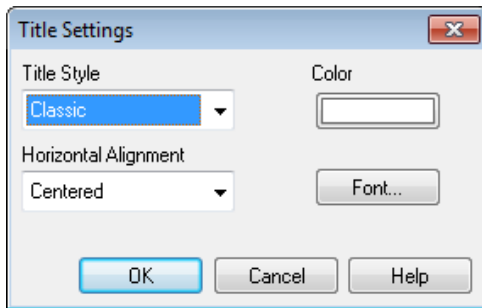 Title Settings
Title Style
Color
Classic
Horizontal Alignment
Centered
Font...
OK
Cancel
Help